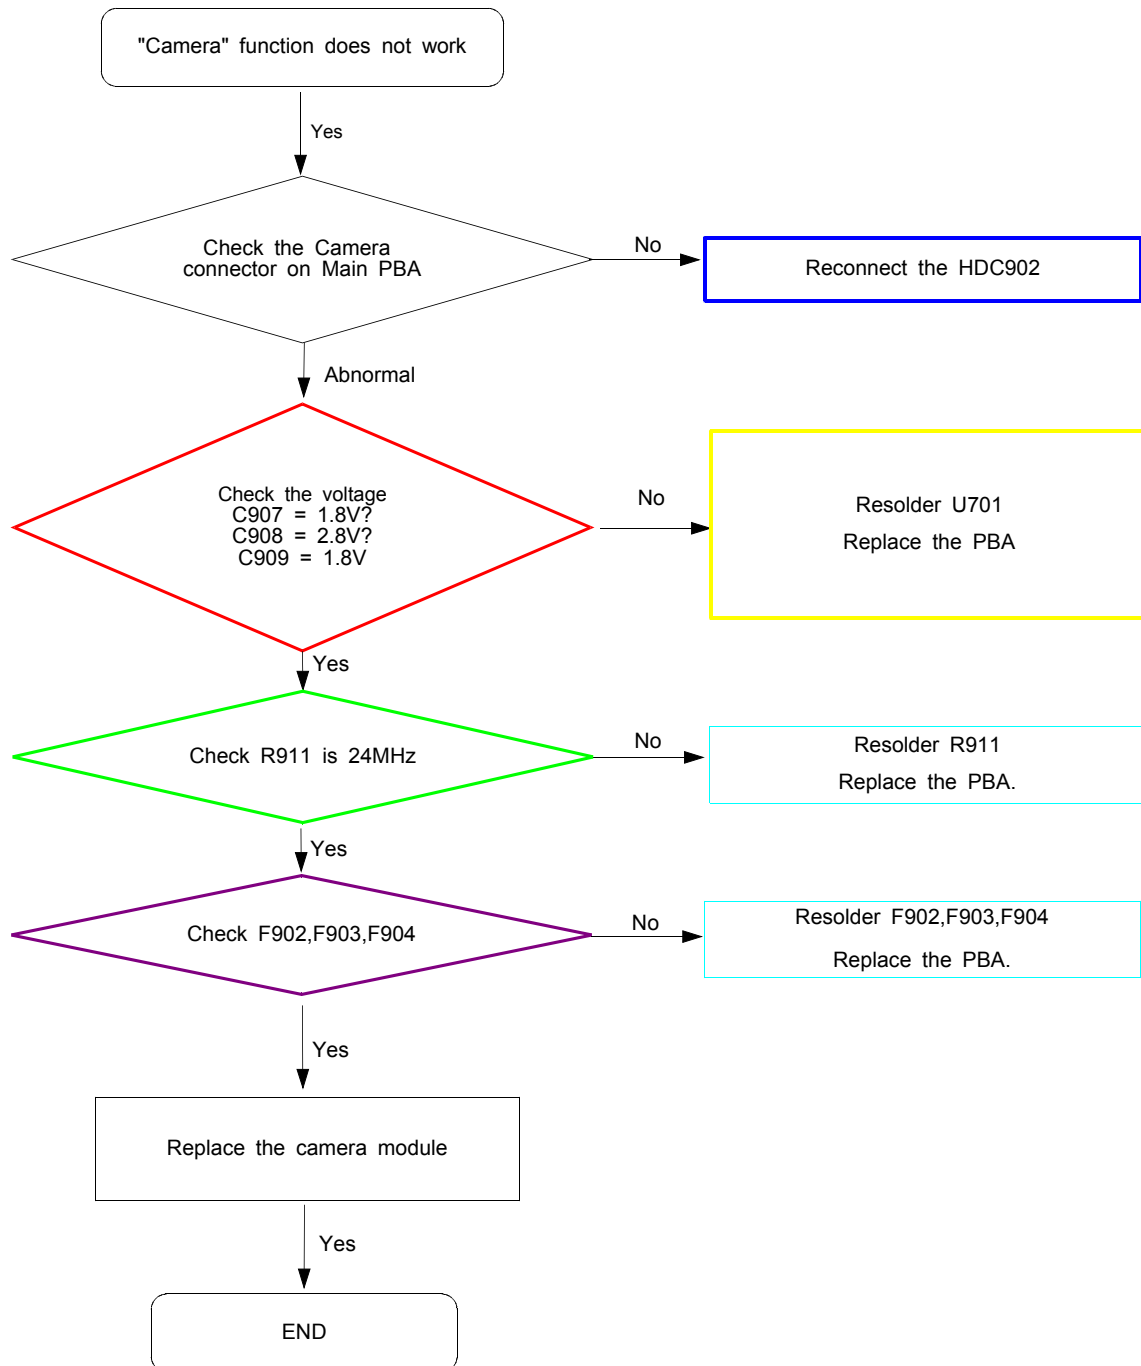 "Camera" function does not work
Yes
Check the Camera
connector on Main PBA
No
Reconnect the HDC902
Abnormal
Check the voltage
C907 = 1.8V?
C908 = 2.8V?
C909 = 1.8V
No
Resolder U701
Replace the PBA
Yes
Check R911 is 24MHz
No
Resolder R911
Replace the PBA.
Yes
Check F902,F903,F904
No
Resolder F902,F903,F904
Replace the PBA.
Yes
Replace the camera module
Yes
END